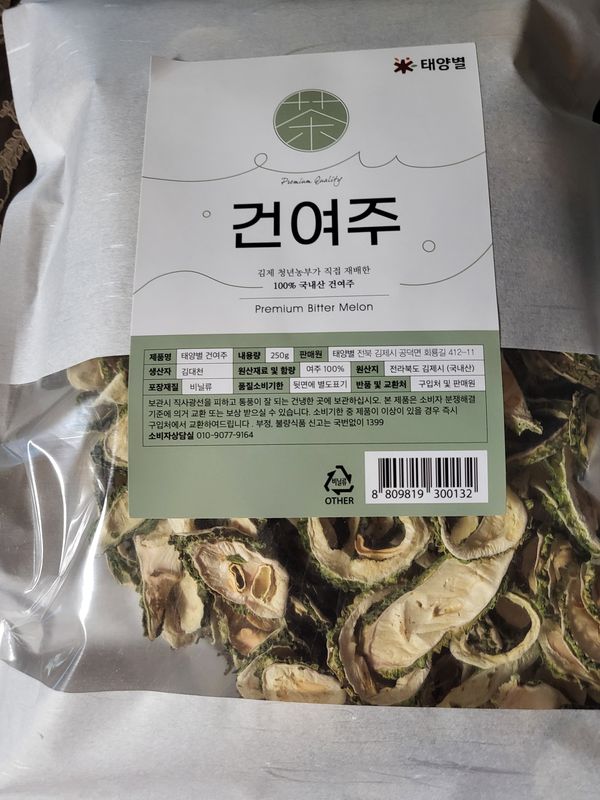 태양별
茶
Premium Quality
건여주
김제 청년농부가 직접 재배한
100% 국내산 건여주
Premium Bitter Melon
제품명 태양별 건여주 내용량 250g 판매원 태양별 전북 김제시 공덕면 회룡길 412-11
생산자 김대천 원산재료 및 함량 여주 100% 원산지 전라북도 김제시 (국내산)
포장재질 비닐류 품질소비기한 뒷면에 별도표기 반품 및 교환처 구입처 및 판매원
보관시 직사광선을 피하고 통풍이 잘 되는 건냉한 곳에 보관하십시오. 본 제품은 소비자 분쟁해결
기준에 의거 교환 또는 보상 받으실 수 있습니다. 소비기한 중 제품이 이상이 있을 경우 즉시
구입처에서 교환하여드립니다. 부정, 불량식품 신고는 국번없이 1399
소비자상담실 010-9077-9164
비닐류
OTHER
8 809819 300132